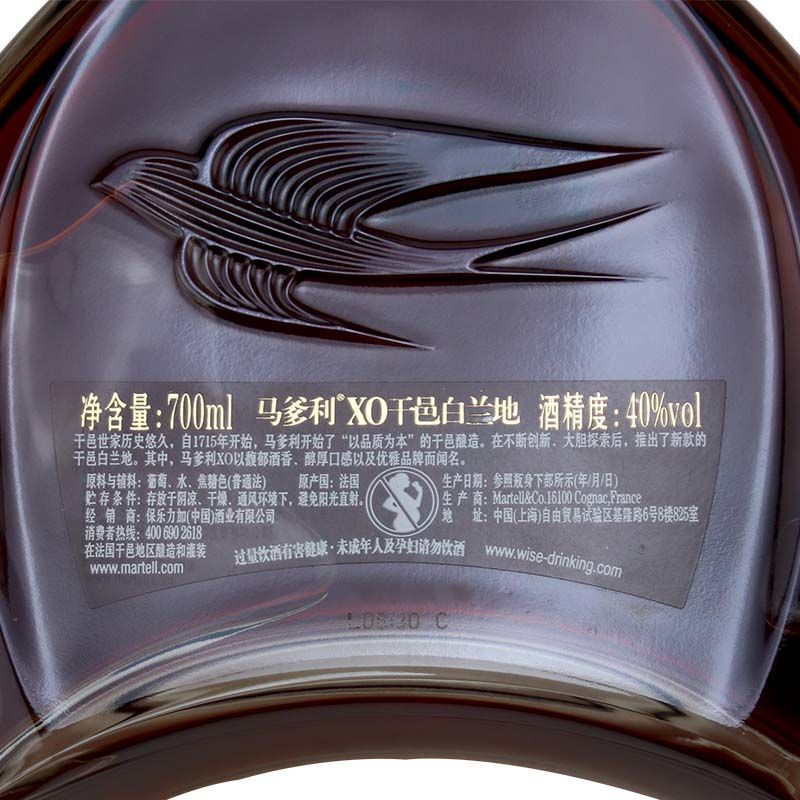 净含量:700ml 马爹利®XO干邑白兰地 酒精度:40%vol
干邑世家历史悠久，自1715年开始，马爹利开始了“以品质为本”的干邑酿造。在不断创新、大胆探索后，推出了新款的
干邑白兰地。其中，马爹利XO以馥郁酒香、醇厚口感以及优雅品牌而闻名。
原料与辅料：葡萄、水、焦糖色(普通法) 原产国：法国
贮存条件：存放于阴凉、干燥、通风环境下，避免阳光直射。
经销商：保乐力加(中国)酒业有限公司
消费者热线：400 690 2618
在法国干邑地区酿造和灌装
www.martell.com
生产日期：参照瓶身下部所示(年/月/日)
生产商：Martell&Co.16100 Cognac,France
地址：中国(上海)自由贸易试验区基隆路6号8楼825室
过量饮酒有害健康·未成年人及孕妇请勿饮酒
www.wise-drinking.com